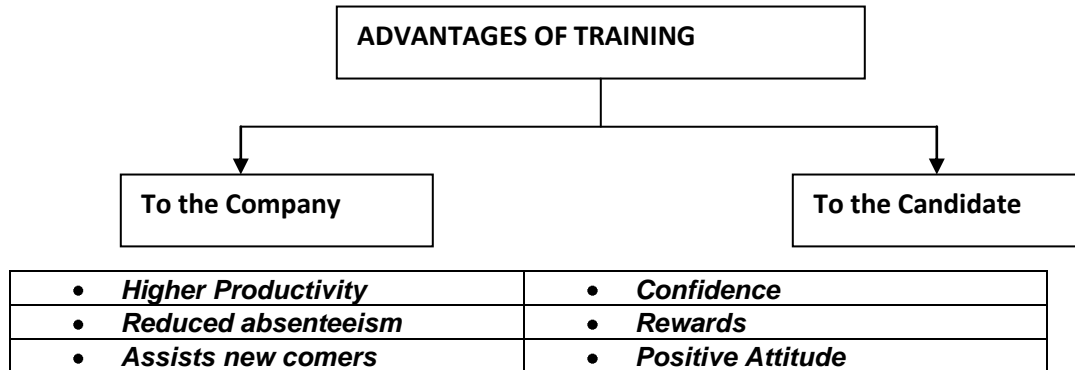 ADVANTAGES OF TRAINING
To the Company
To the Candidate
• Higher Productivity
• Confidence
• Reduced absenteeism
• Rewards
• Assists new comers
• Positive Attitude